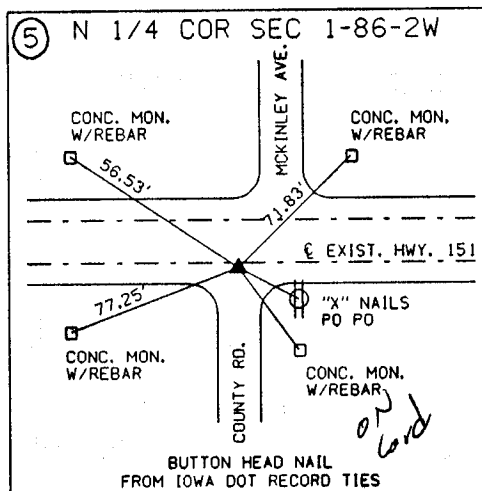 5 N 1/4 COR SEC 1-86-2W
MCKINLEY AVE.
CONC. MON.
W/REBAR
CONC. MON.
W/REBAR
56.53'
71.83'
℄ EXIST. HWY. 151
77.25'
"X" NAILS
PO PO
CONC. MON.
W/REBAR
COUNTY RD.
CONC. MON.
W/REBAR
ON
Card
BUTTON HEAD NAIL
FROM IOWA DOT RECORD TIES